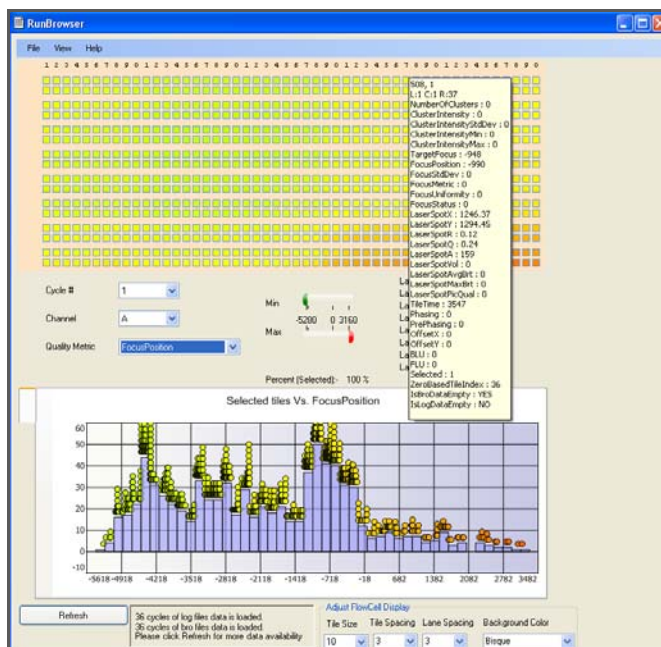 RunBrowser
File View Help
1 2 3 4 5 6 7 8 9 0 1 2 3 4 5 6 7 8 9 0 1 2 3 4 5 6 7 8 9 0 1 2 3 4 5 6 7 8 9 0 1 2 3 4 5 6 7 8 9 0
S08, 1
L:1 C:1 R:37
NumberOfClusters : 0
ClusterIntensity : 0
ClusterIntensityStdDev : 0
ClusterIntensityMin : 0
ClusterIntensityMax : 0
TargetFocus : -948
FocusPosition : -990
FocusStdDev : 0
FocusMetric : 0
FocusUniformity : 0
FocusStatus : 0
LaserSpotX : 1246.37
LaserSpotY : 1294.45
LaserSpotR : 0.12
LaserSpotQ : 0.24
LaserSpotA : 159
LaserSpotVol : 0
LaserSpotAvgBrt : 0
LaserSpotMaxBrt : 0
LaserSpotPicQual : 0
TileTime : 3547
Phasing : 0
PrePhasing : 0
OffsetX : 0
OffsetY : 0
BLU : 0
FLU : 0
Selected : 1
ZeroBasedTileIndex : 36
IsBroDataEmpty : YES
IsLogDataEmpty : NO
Cycle # 1
Channel A
Quality Metric FocusPosition
Min
-5200 0 3160
Max
La
La
La
La
La
Percent (Selected):- 100 %
Selected tiles Vs. FocusPosition
60
50
40
30
20
10
0
-10
-5618 -4918 -4218 -3518 -2818 -2118 -1418 -718 -18 682 1382 2082 2782 3482
Refresh
36 cycles of log files data is loaded.
36 cycles of bro files data is loaded.
Please click Refresh for more data availability
Adjust FlowCell Display
Tile Size Tile Spacing Lane Spacing Background Color
10 3 3 Bisque